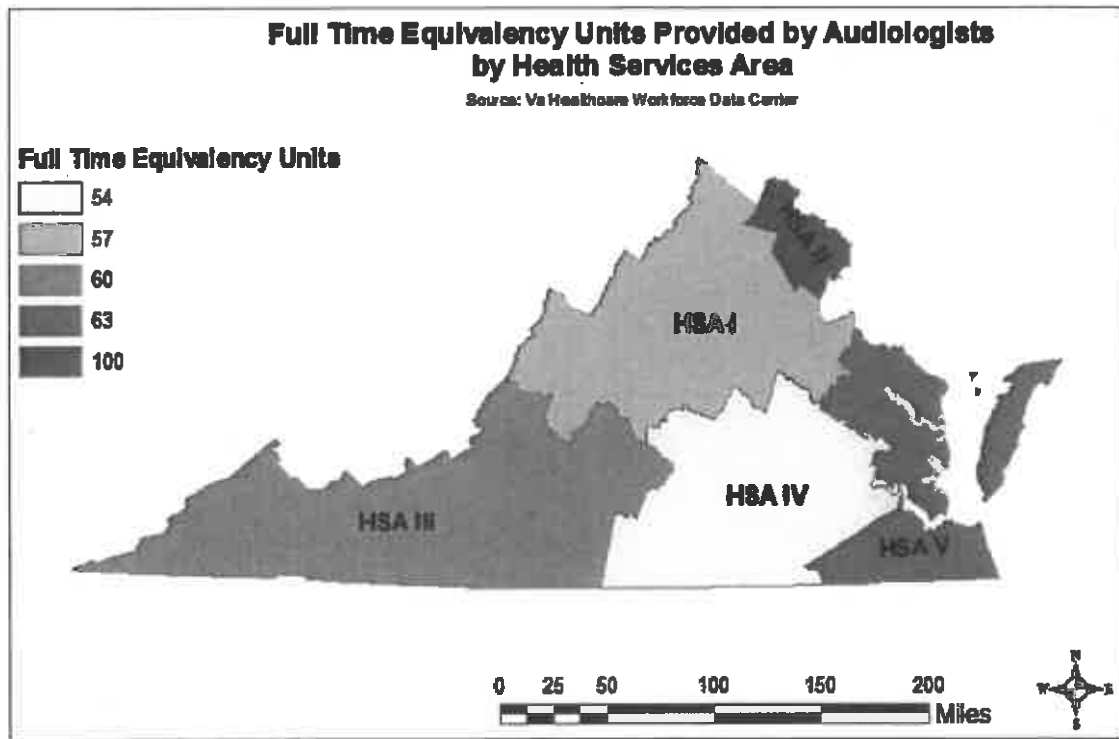 Full Time Equivalency Units Provided by Audiologists
by Health Services Area
Source: Va Healthcare Workforce Data Center
Full Time Equivalency Units
54
57
60
63
100
HSA II
HSA I
HSA IV
HSA III
HSA V
0 25 50 100 150 200
Miles
N
W E
S